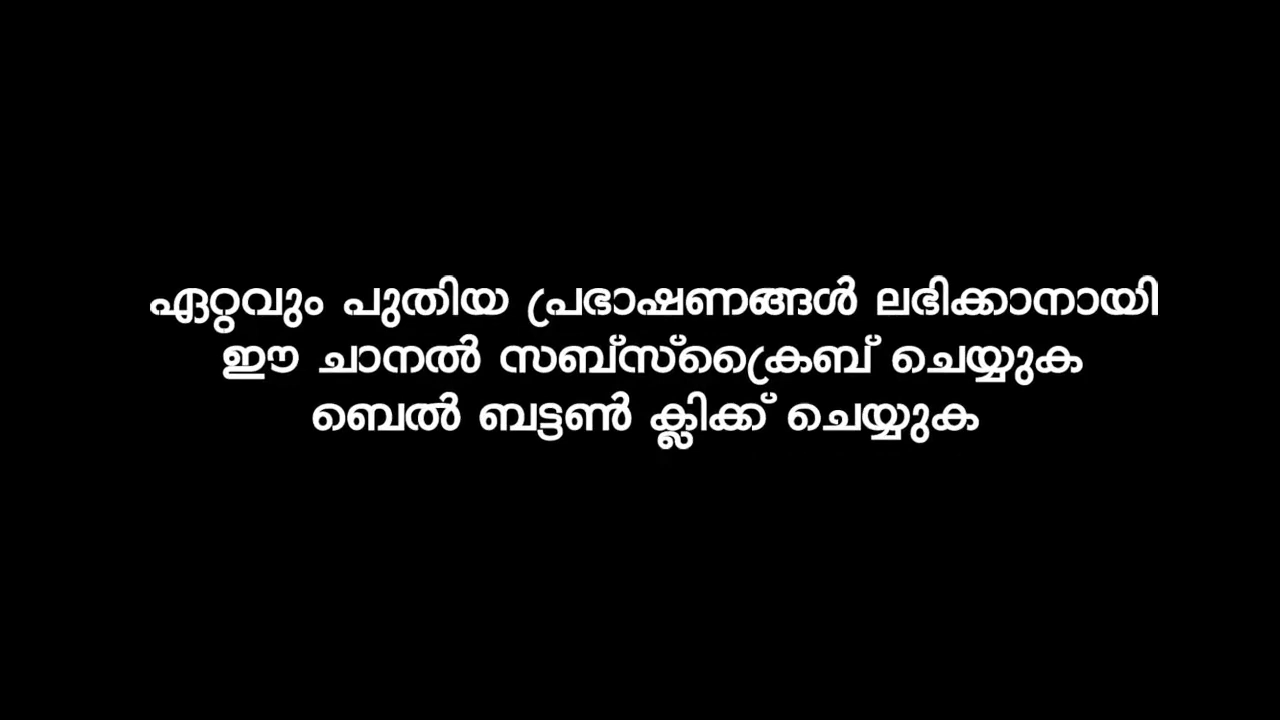 ഏറ്റവും പുതിയ പ്രഭാഷണങ്ങൾ ലഭിക്കാനായി
ഈ ചാനൽ സബ്സ്ക്രൈബ് ചെയ്യുക
ബെൽ ബട്ടൺ ക്ലിക്ക് ചെയ്യുക